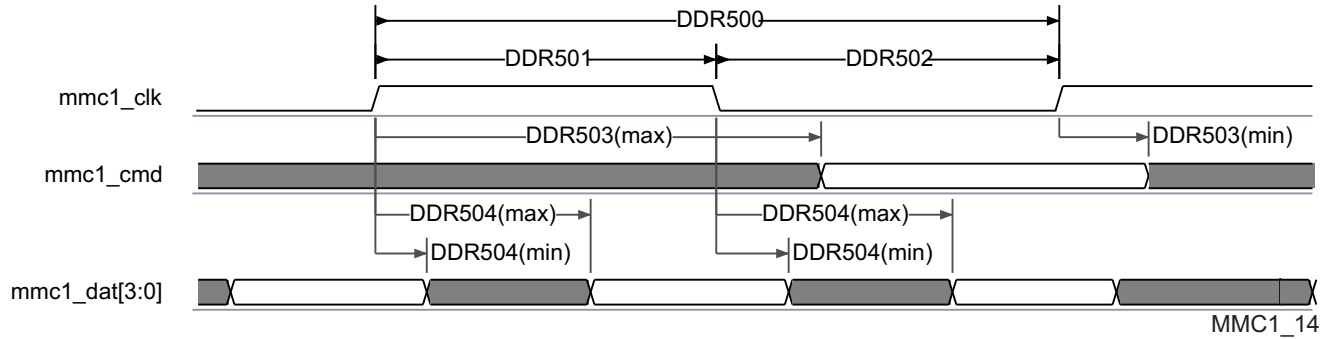 DDR500
DDR501 DDR502
mmc1_clk
DDR503(max) DDR503(min)
mmc1_cmd
DDR504(max) DDR504(max)
DDR504(min) DDR504(min)
mmc1_dat[3:0]
MMC1_14